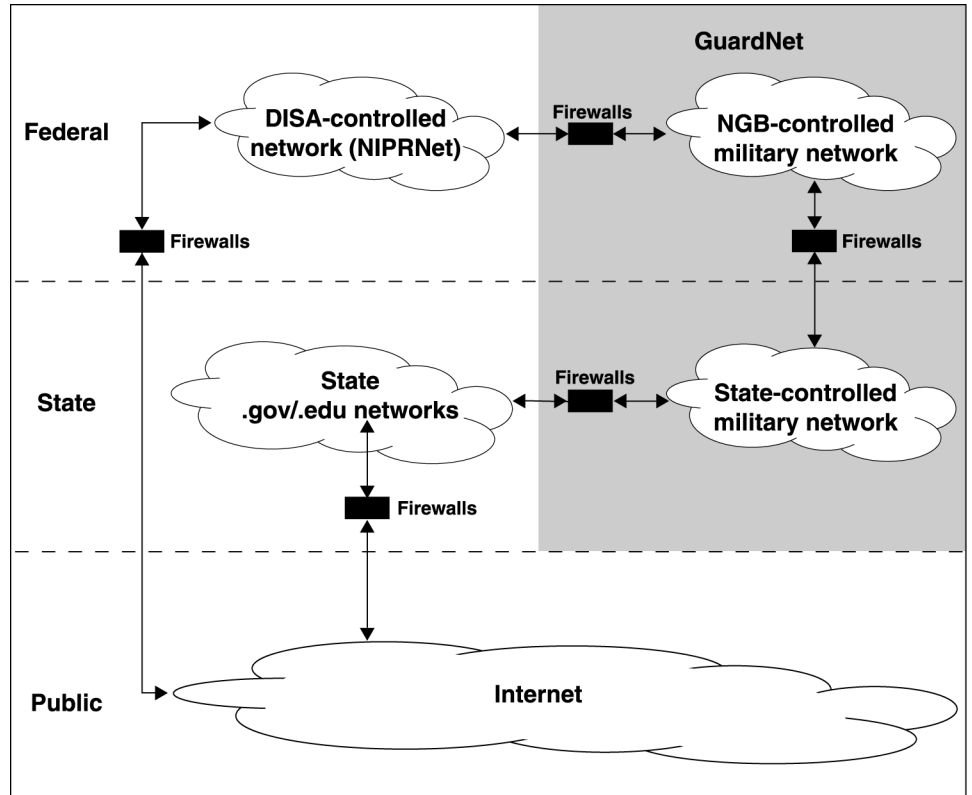 GuardNet
Federal
DISA-controlled
network (NIPRNet)
Firewalls
NGB-controlled
military network
Firewalls
Firewalls
State
State
.gov/.edu networks
Firewalls
State-controlled
military network
Firewalls
Public
Internet